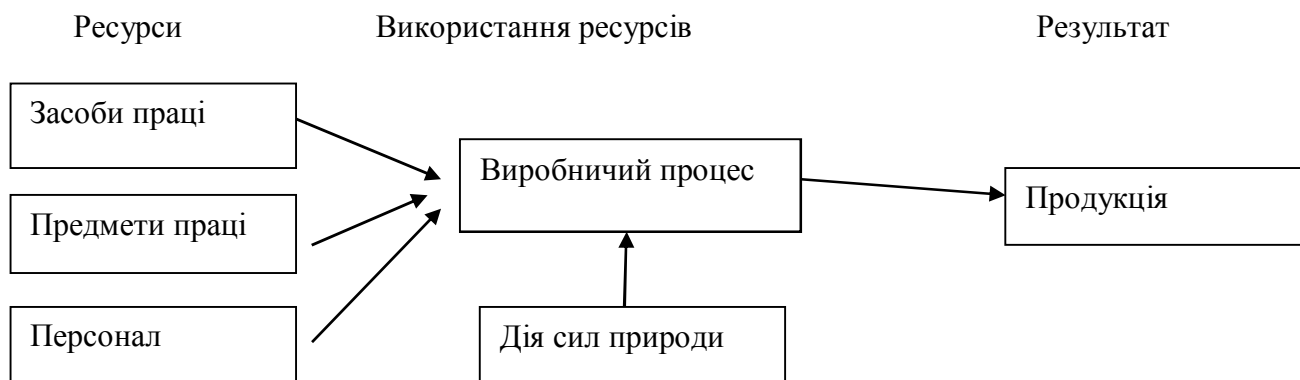 Ресурси
Використання ресурсів
Результат
Засоби праці
Виробничий процес
Предмети праці
Продукція
Персонал
Дія сил природи